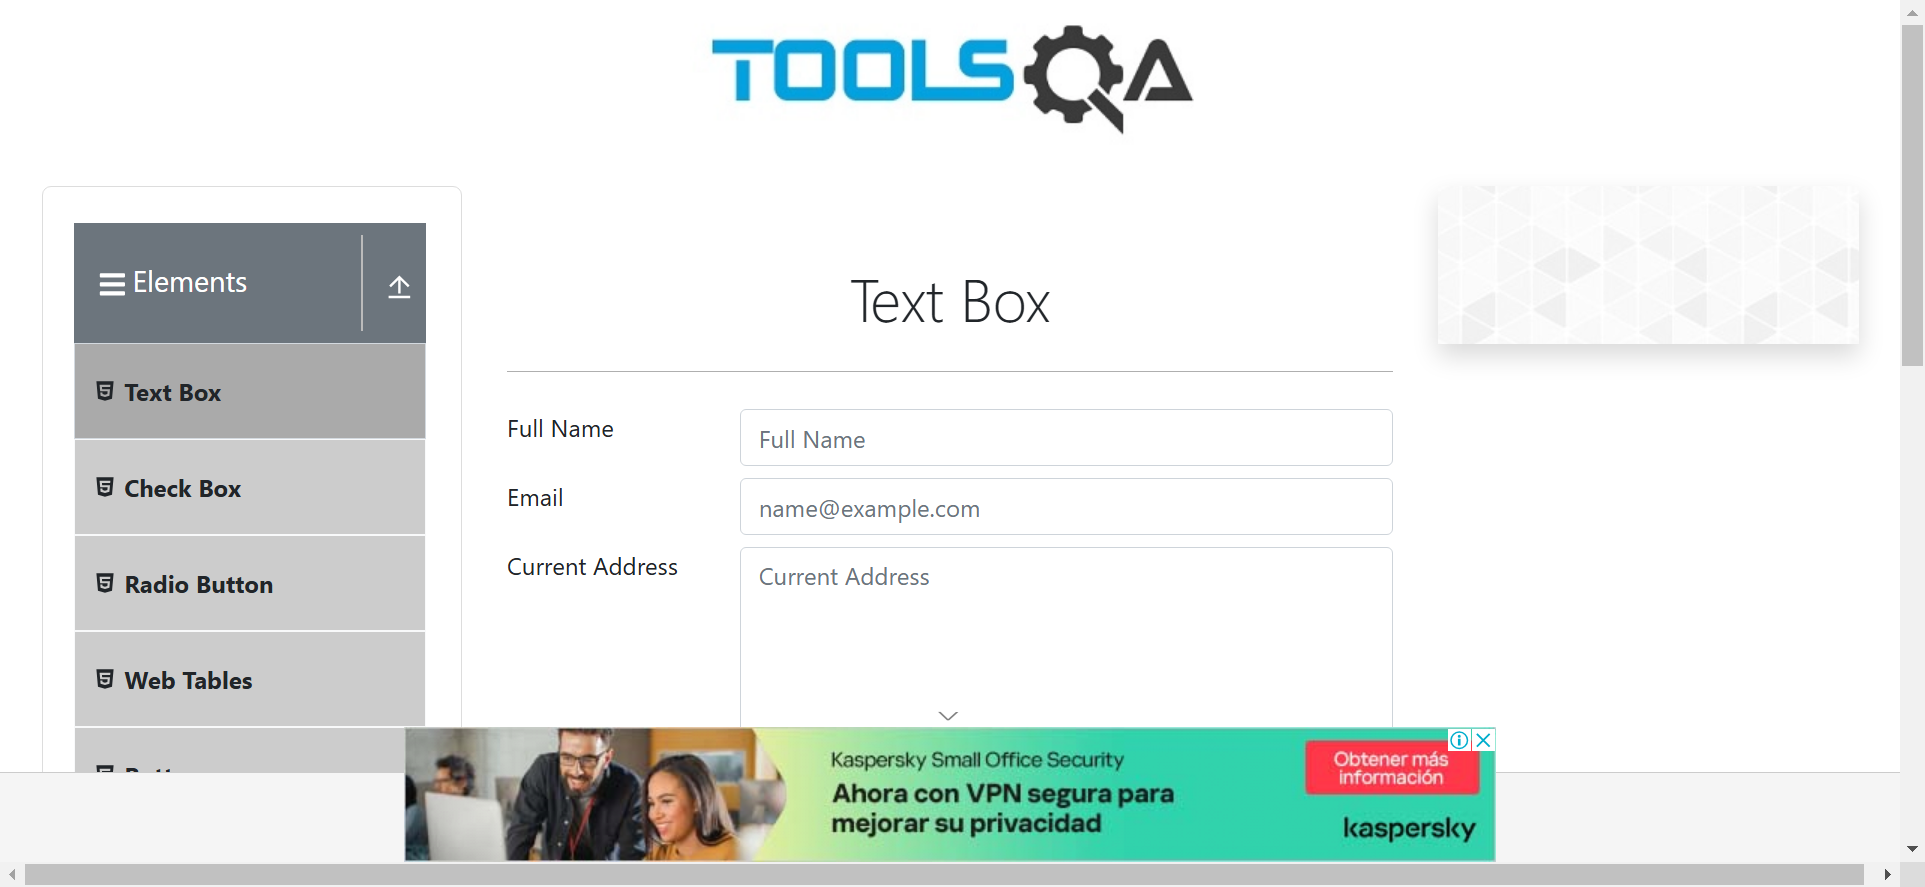 TOOLSQA
Elements
Text Box
Check Box
Radio Button
Web Tables
Text Box
Full Name
Full Name
Email
name@example.com
Current Address
Current Address
Kaspersky Small Office Security
Ahora con VPN segura para
mejorar su privacidad
Obtener más
información
kaspersky